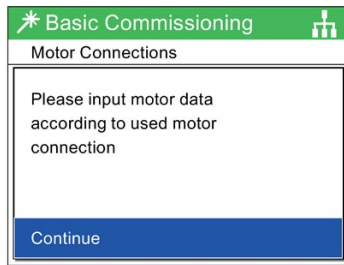 Basic Commissioning
Motor Connections
Please input motor data
according to used motor
connection
Continue